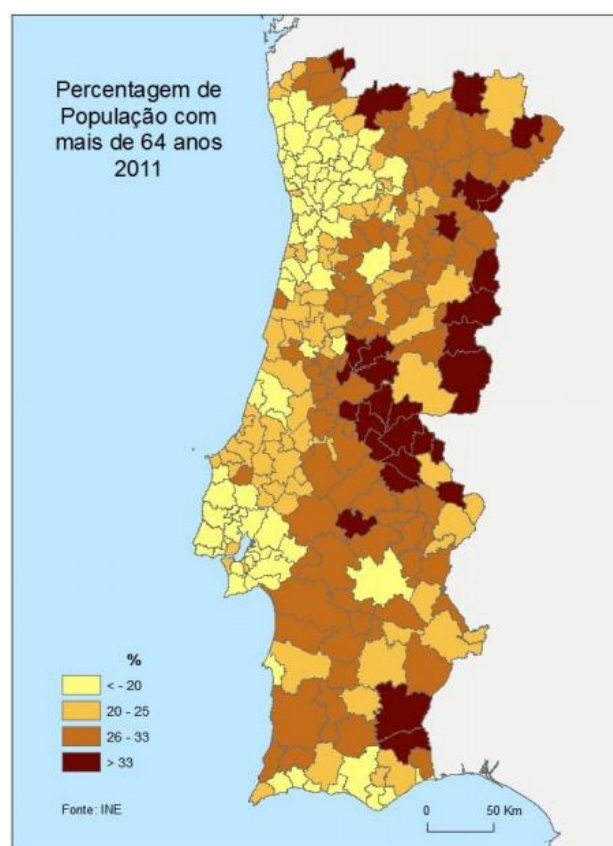 Percentagem de
População com
mais de 64 anos
2011
%
< - 20
20 - 25
26 - 33
> 33
Fonte: INE
0 50 Km